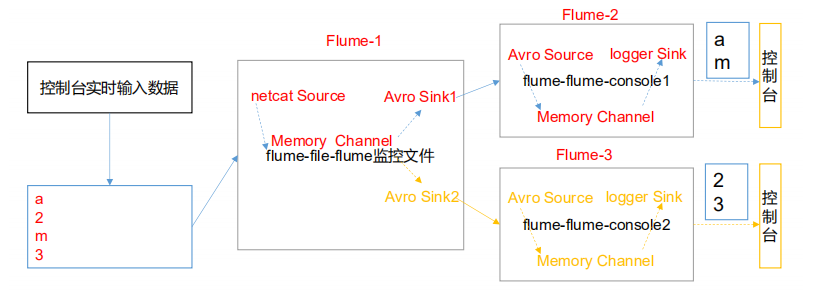 控制台实时输入数据
a
2
m
3
Flume-1
netcat Source
Avro Sink1
Memory Channel
flume-file-flume监控文件
Avro Sink2
Flume-2
Avro Source
logger Sink
flume-flume-console1
Memory Channel
a
m
控制台
Flume-3
Avro Source
logger Sink
flume-flume-console2
Memory Channel
2
3
控制台